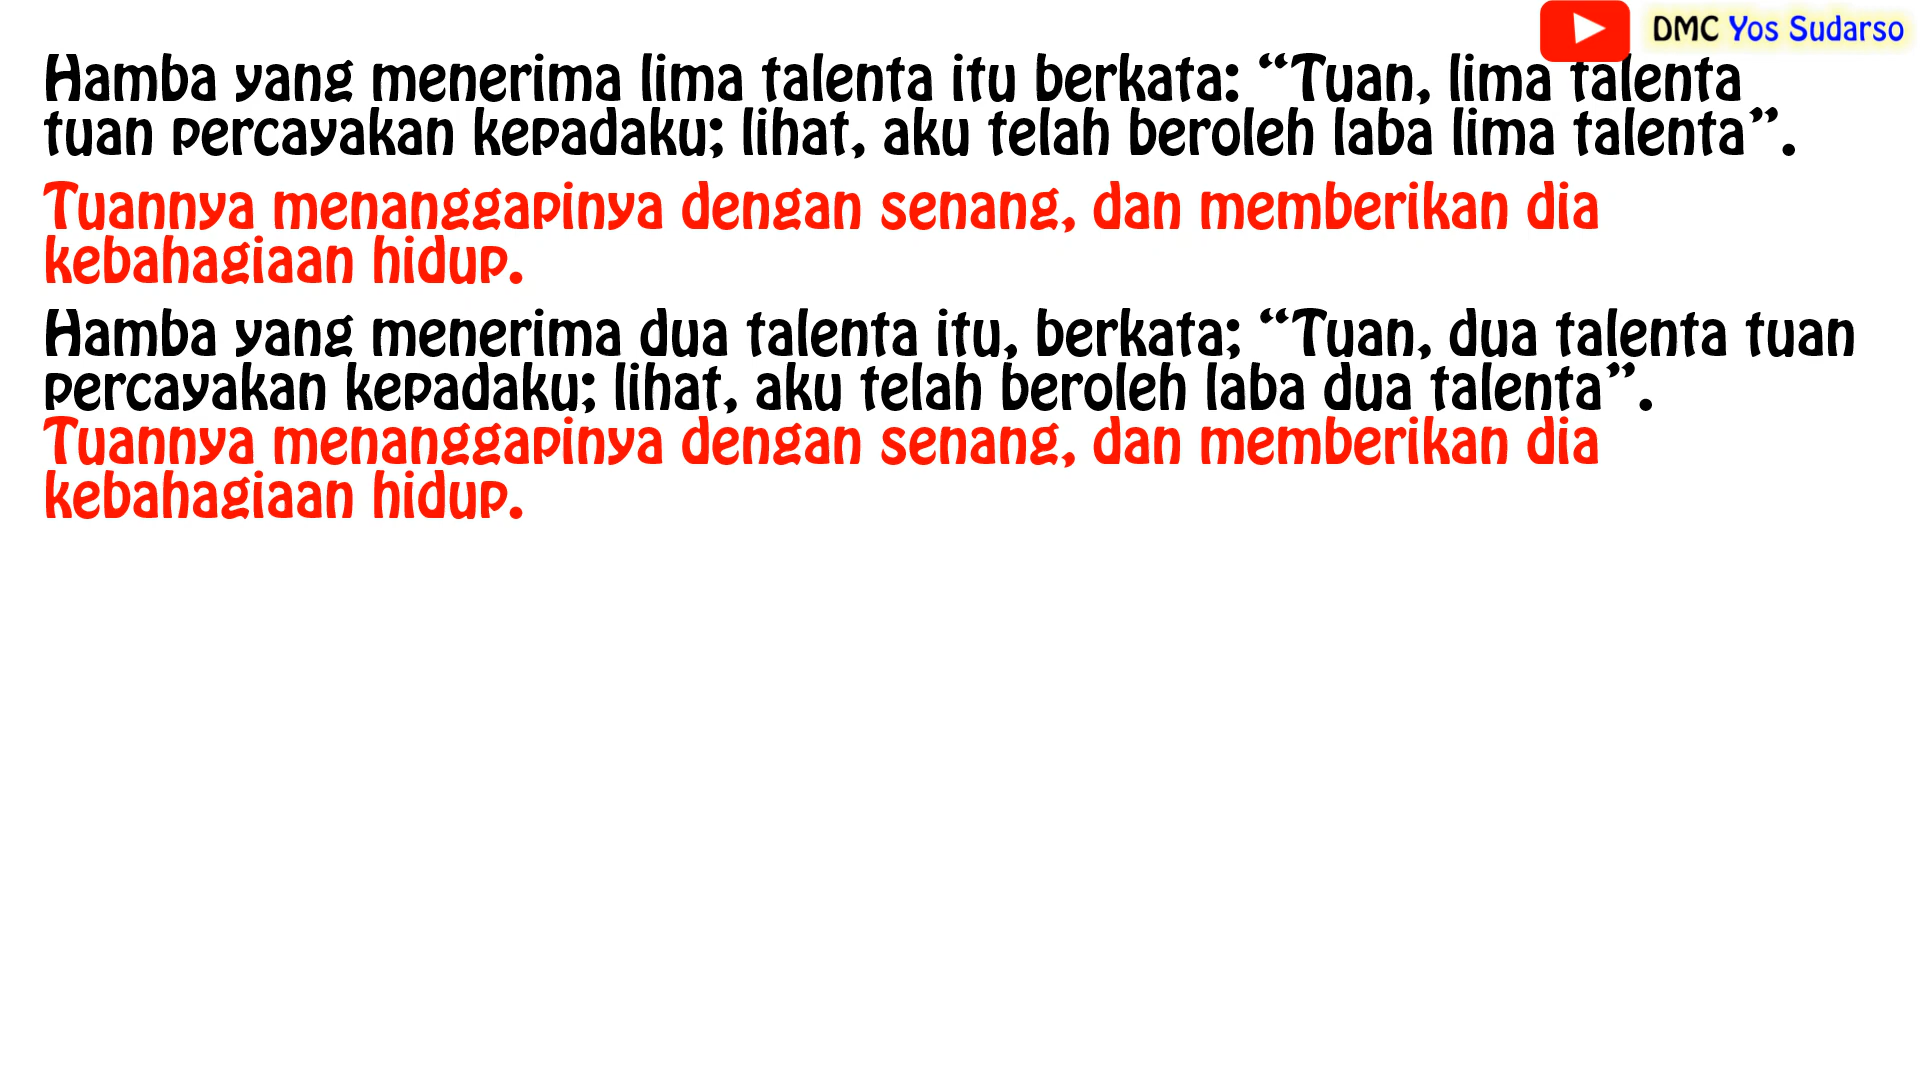 DMC Yos Sudarso
Hamba yang menerima lima talenta itu berkata: “Tuan, lima talenta
tuan percayakan kepadaku; lihat, aku telah beroleh laba lima talenta”.
Tuannya menanggapinya dengan senang, dan memberikan dia
kebahagiaan hidup.
Hamba yang menerima dua talenta itu, berkata; “Tuan, dua talenta tuan
percayakan kepadaku; lihat, aku telah beroleh laba dua talenta”.
Tuannya menanggapinya dengan senang, dan memberikan dia
kebahagiaan hidup.